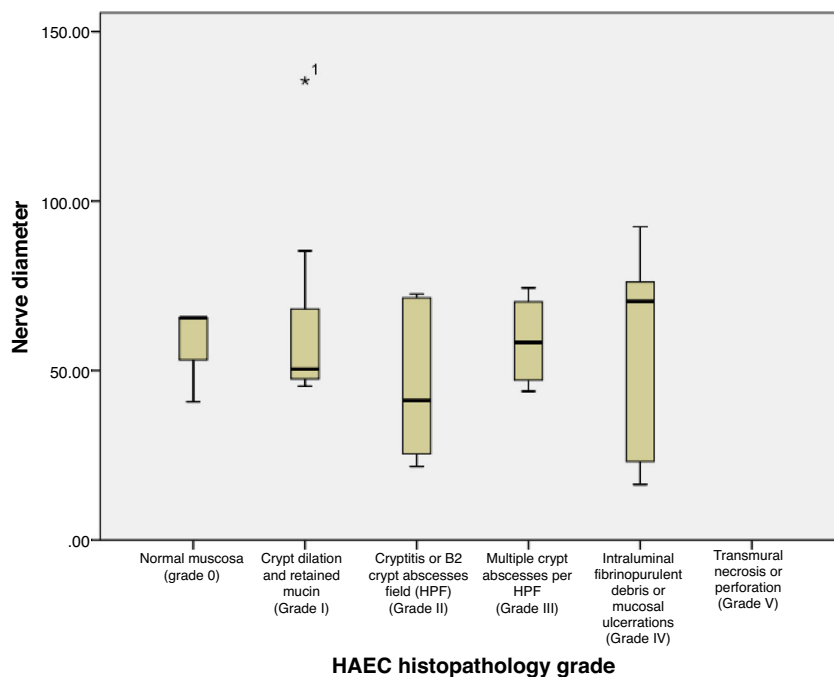 150.00
1
100.00
Nerve diameter
50.00
.00
Normal muscosa
(grade 0)
Crypt dilation
and retained
mucin
(Grade I)
Cryptitis or B2
crypt abscesses
field (HPF)
(Grade II)
Multiple crypt
abscesses per
HPF
(Grade III)
Intraluminal
fibrinopurulent
debris or
mucosal
ulcerrations
(Grade IV)
Transmural
necrosis or
perforation
(Grade V)
HAEC histopathology grade